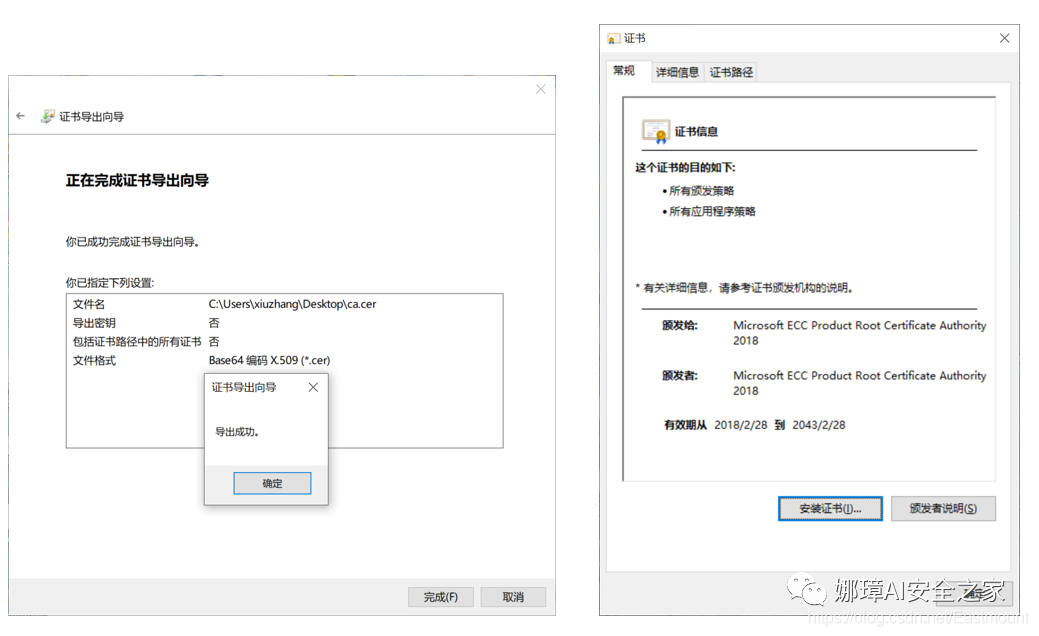 证书导出向导
正在完成证书导出向导
你已成功完成证书导出向导。
你已指定下列设置:
文件名 C:\Users\xiuzhang\Desktop\ca.cer
导出密钥 否
包括证书路径中的所有证书 否
文件格式 Base64 编码 X.509 (*.cer)
证书导出向导
导出成功。
确定
完成(F) 取消
证书
常规 详细信息 证书路径
证书信息
这个证书的目的如下:
•所有颁发策略
•所有应用程序策略
* 有关详细信息，请参考证书颁发机构的说明。
颁发给: Microsoft ECC Product Root Certificate Authority
2018
颁发者: Microsoft ECC Product Root Certificate Authority
2018
有效期从 2018/2/28 到 2043/2/28
安装证书(I)... 颁发者说明(S)
确定
娜璋AI安全之家
https://blog.csdn.net/Eastmount